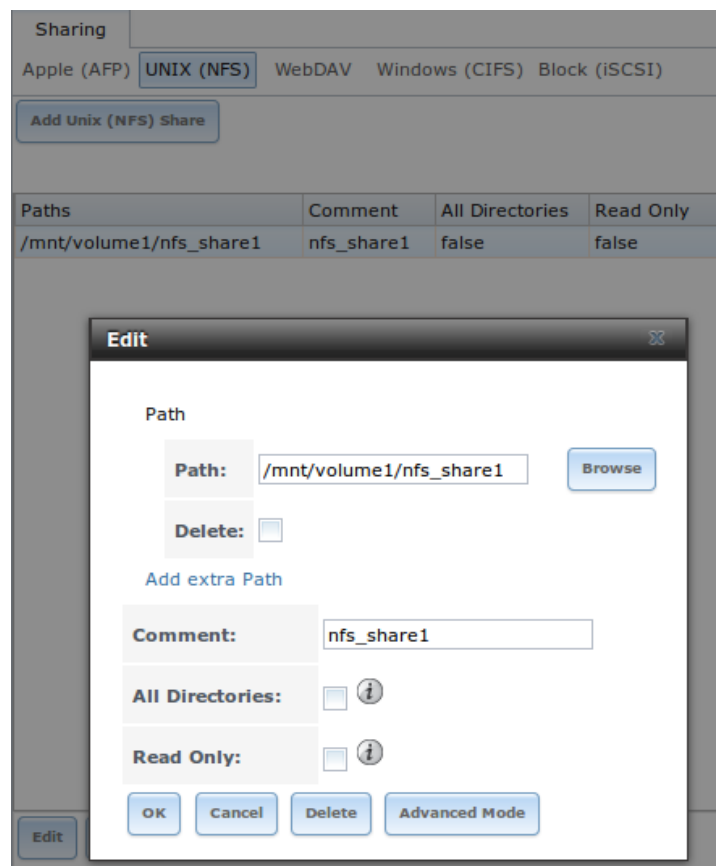 Sharing
Apple (AFP) UNIX (NFS) WebDAV Windows (CIFS) Block (iSCSI)
Add Unix (NFS) Share
Paths Comment All Directories Read Only
/mnt/volume1/nfs_share1 nfs_share1 false false
Edit
Path
Path: /mnt/volume1/nfs_share1 Browse
Delete:
Add extra Path
Comment: nfs_share1
All Directories: i
Read Only: i
OK Cancel Delete Advanced Mode
Edit